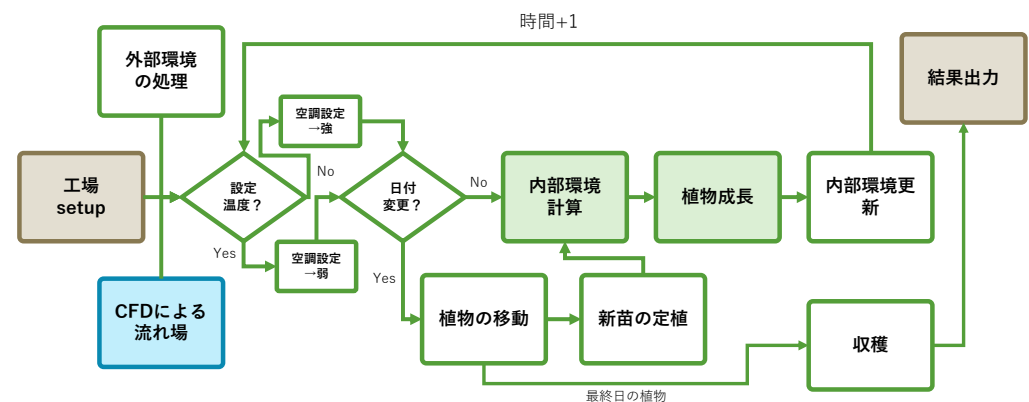 時間+1
外部環境
の処理
結果出力
空調設定
→強
工場
setup
設定
温度？
No
日付
変更？
No
内部環境
計算
植物成長
内部環境更
新
Yes
空調設定
→弱
Yes
CFDによる
流れ場
植物の移動
新苗の定植
収穫
最終日の植物